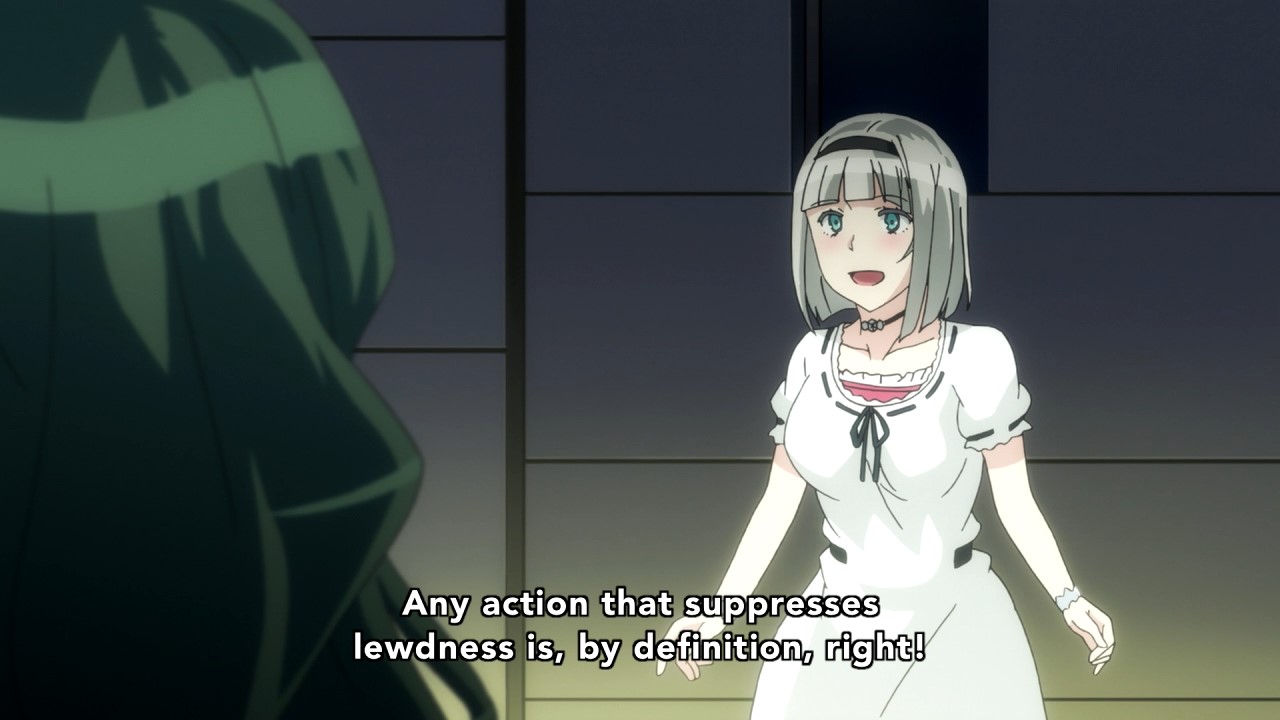 Any action that suppresses
lewdness is, by definition, right!